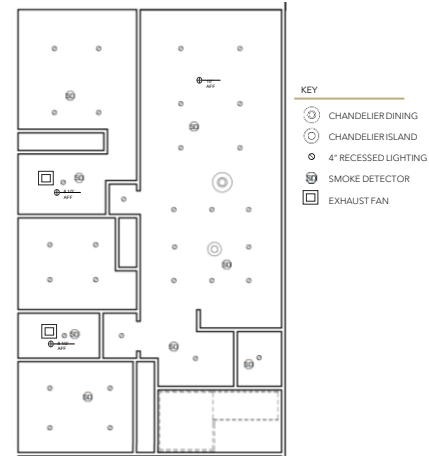 SD
10'
AFF
SD
SD
AFF
SD
SD
AFF
SD
SD
SD
KEY
CHANDELIER DINING
CHANDELIER ISLAND
4" RECESSED LIGHTING
SD SMOKE DETECTOR
EXHAUST FAN